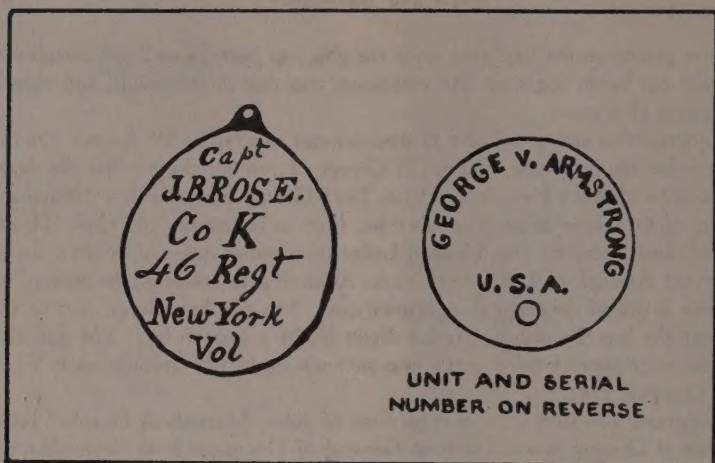 Capt
J.B.ROSE.
Co K
46 Regt
New York
Vol
GEORGE V. ARMSTRONG
U.S.A.
UNIT AND SERIAL
NUMBER ON REVERSE